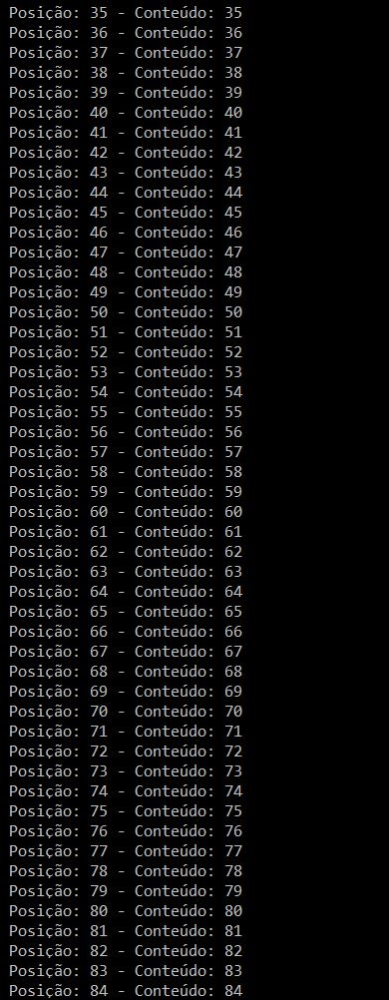 Posição: 35 - Conteúdo: 35
Posição: 36 - Conteúdo: 36
Posição: 37 - Conteúdo: 37
Posição: 38 - Conteúdo: 38
Posição: 39 - Conteúdo: 39
Posição: 40 - Conteúdo: 40
Posição: 41 - Conteúdo: 41
Posição: 42 - Conteúdo: 42
Posição: 43 - Conteúdo: 43
Posição: 44 - Conteúdo: 44
Posição: 45 - Conteúdo: 45
Posição: 46 - Conteúdo: 46
Posição: 47 - Conteúdo: 47
Posição: 48 - Conteúdo: 48
Posição: 49 - Conteúdo: 49
Posição: 50 - Conteúdo: 50
Posição: 51 - Conteúdo: 51
Posição: 52 - Conteúdo: 52
Posição: 53 - Conteúdo: 53
Posição: 54 - Conteúdo: 54
Posição: 55 - Conteúdo: 55
Posição: 56 - Conteúdo: 56
Posição: 57 - Conteúdo: 57
Posição: 58 - Conteúdo: 58
Posição: 59 - Conteúdo: 59
Posição: 60 - Conteúdo: 60
Posição: 61 - Conteúdo: 61
Posição: 62 - Conteúdo: 62
Posição: 63 - Conteúdo: 63
Posição: 64 - Conteúdo: 64
Posição: 65 - Conteúdo: 65
Posição: 66 - Conteúdo: 66
Posição: 67 - Conteúdo: 67
Posição: 68 - Conteúdo: 68
Posição: 69 - Conteúdo: 69
Posição: 70 - Conteúdo: 70
Posição: 71 - Conteúdo: 71
Posição: 72 - Conteúdo: 72
Posição: 73 - Conteúdo: 73
Posição: 74 - Conteúdo: 74
Posição: 75 - Conteúdo: 75
Posição: 76 - Conteúdo: 76
Posição: 77 - Conteúdo: 77
Posição: 78 - Conteúdo: 78
Posição: 79 - Conteúdo: 79
Posição: 80 - Conteúdo: 80
Posição: 81 - Conteúdo: 81
Posição: 82 - Conteúdo: 82
Posição: 83 - Conteúdo: 83
Posição: 84 - Conteúdo: 84